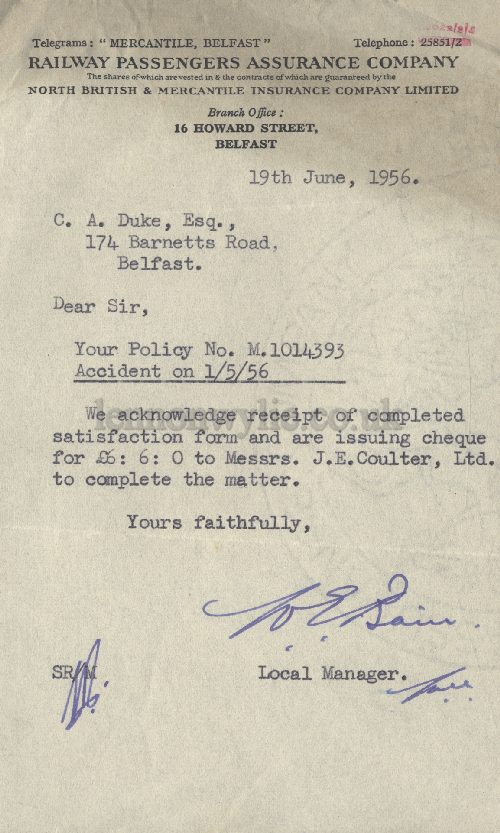 Telegrams: "MERCANTILE, BELFAST" Telephone: 25851/2
RAILWAY PASSENGERS ASSURANCE COMPANY
The shares of which are vested in & the contracts of which are guaranteed by the
NORTH BRITISH & MERCANTILE INSURANCE COMPANY LIMITED
Branch Office:
16 HOWARD STREET,
BELFAST
19th June, 1956.
C. A. Duke, Esq.,
174 Barnetts Road,
Belfast.
Dear Sir,
Your Policy No. M.1014393
Accident on 1/5/56
We acknowledge receipt of completed
satisfaction form and are issuing cheque
for £6: 6: 0 to Messrs. J.E.Coulter, Ltd.
to complete the matter.
Yours faithfully,
W E Bain.
SR/M Local Manager.